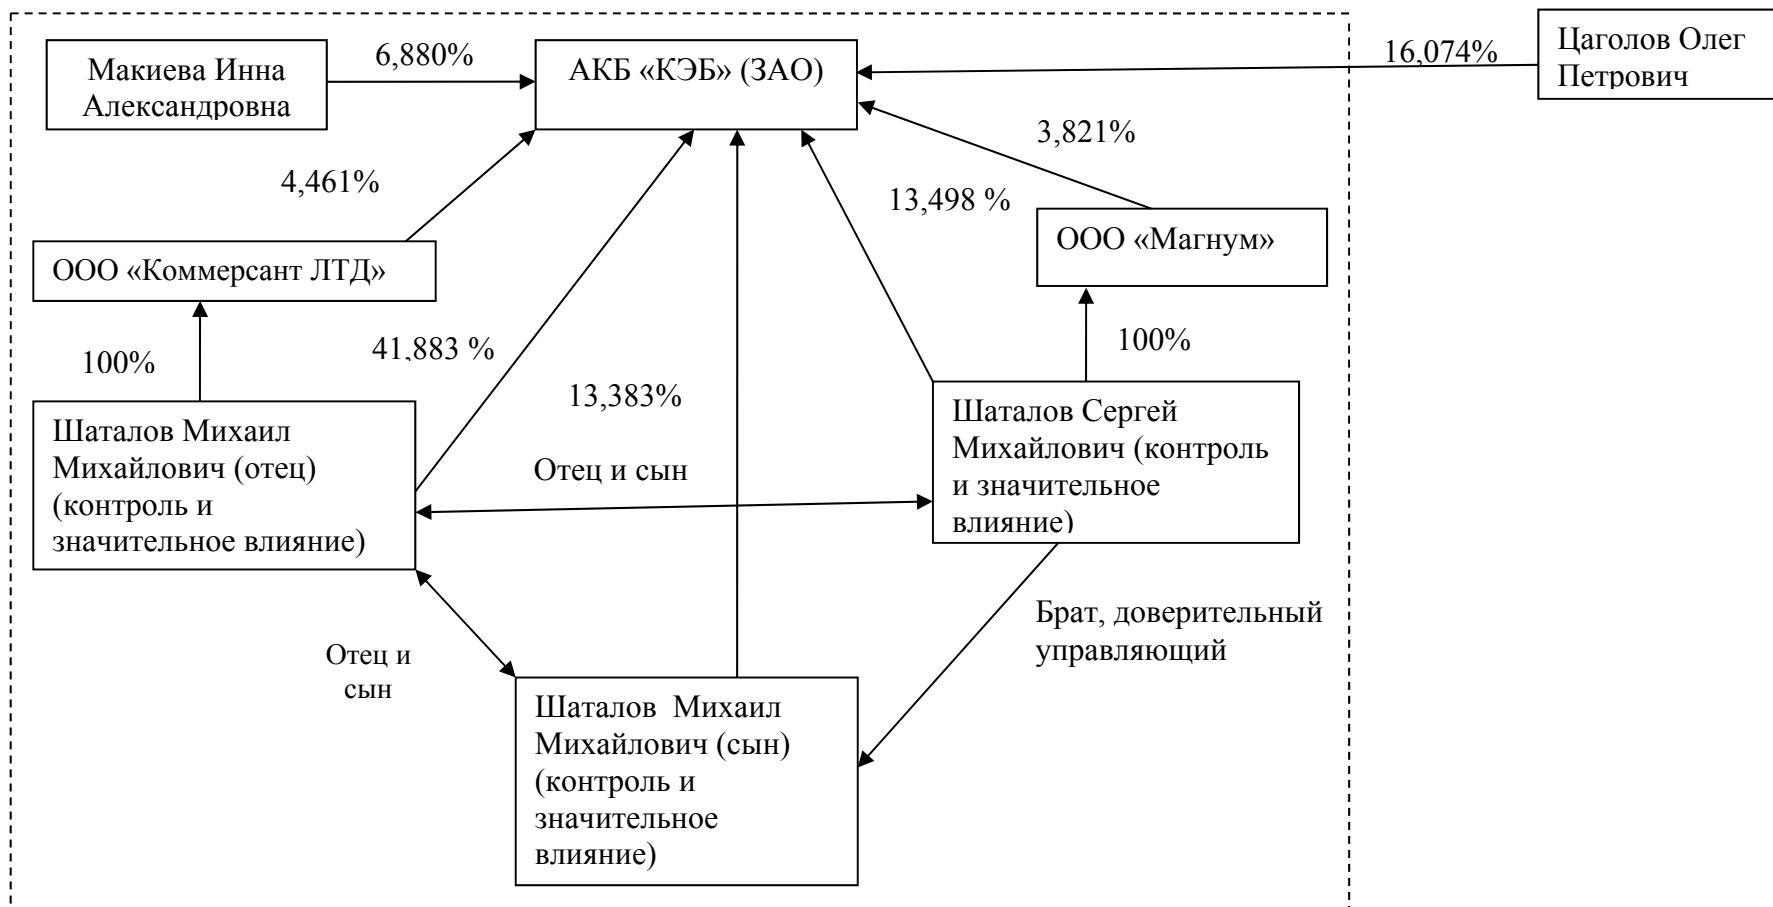 Макиева Инна
Александровна
6,880%
АКБ «КЭБ» (ЗАО)
16,074%
Цаголов Олег
Петрович
4,461%
3,821%
13,498 %
ООО «Коммерсант ЛТД»
ООО «Магнум»
100%
41,883 %
13,383%
100%
Шаталов Михаил
Михайлович (отец)
(контроль и
значительное влияние)
Отец и сын
Шаталов Сергей
Михайлович (контроль
и значительное
влияние)
Отец и
сын
Брат, доверительный
управляющий
Шаталов  Михаил
Михайлович (сын)
(контроль и
значительное
влияние)